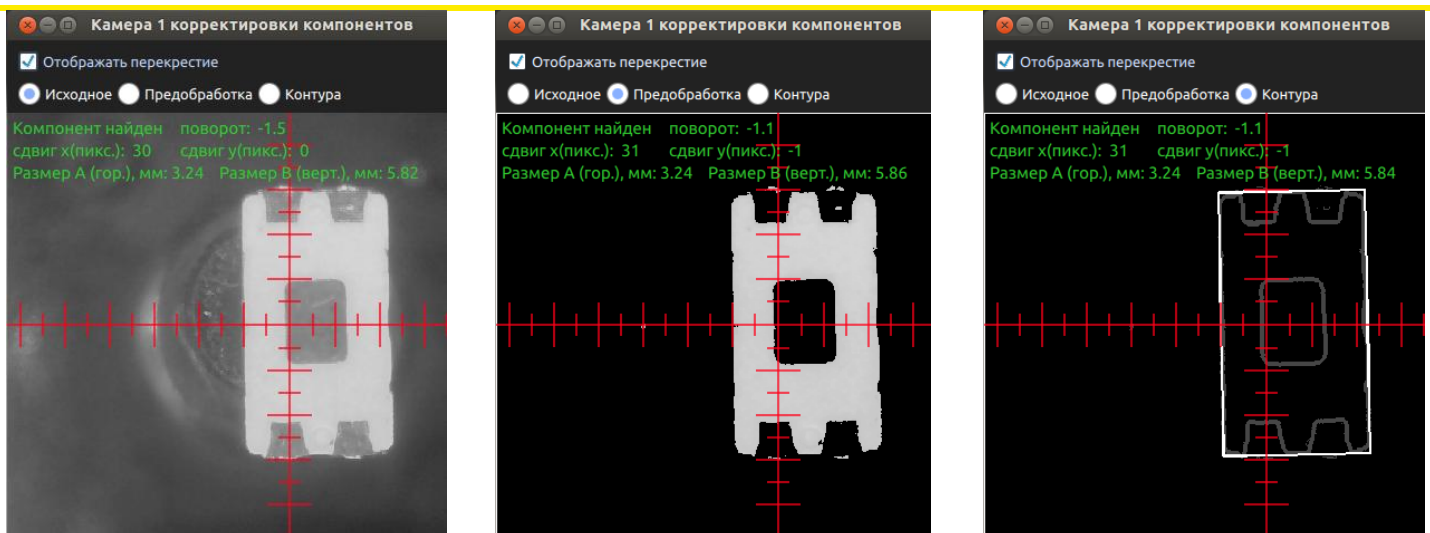 Камера 1 корректировки компонентов
Отображать перекрестие
Исходное Предобработка Контура
Компонент найден поворот: -1.5
сдвиг x(пикс.): 30 сдвиг y(пикс.): 0
Размер A (гор.), мм: 3.24 Размер B (верт.), мм: 5.82
Камера 1 корректировки компонентов
Отображать перекрестие
Исходное Предобработка Контура
Компонент найден поворот: -1.1
сдвиг x(пикс.): 31 сдвиг y(пикс.): -1
Размер A (гор.), мм: 3.24 Размер B (верт.), мм: 5.86
Камера 1 корректировки компонентов
Отображать перекрестие
Исходное Предобработка Контура
Компонент найден поворот: -1.1
сдвиг x(пикс.): 31 сдвиг y(пикс.): -1
Размер A (гор.), мм: 3.24 Размер B (верт.), мм: 5.84